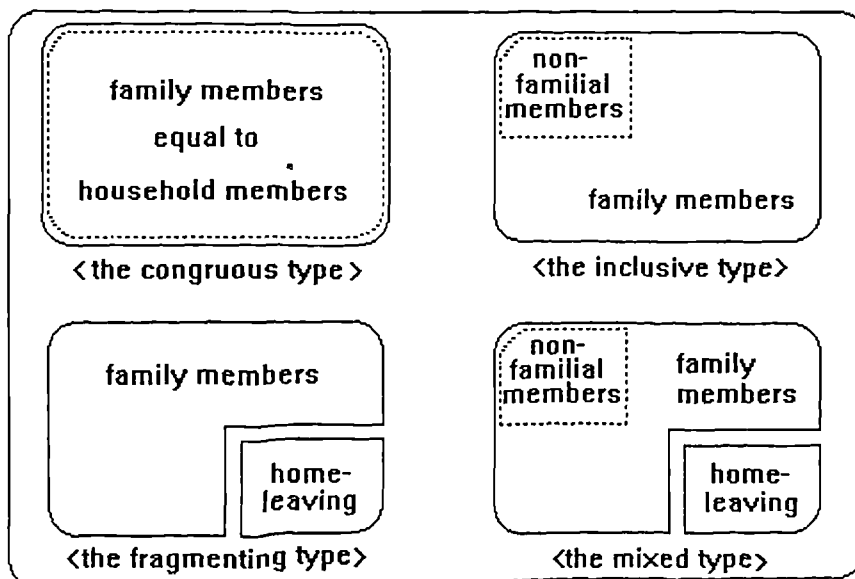 family members
equal to
household members
<the congruous type>
non-
familial
members
family members
<the inclusive type>
family members
home-
leaving
<the fragmenting type>
non-
familial
members
family
members
home-
leaving
<the mixed type>